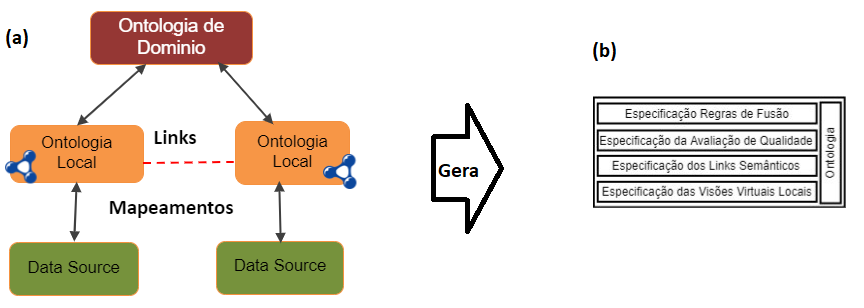 (a)
Ontologia de
Dominio
Links
Ontologia
Local
Ontologia
Local
Mapeamentos
Data Source
Data Source
Gera
(b)
Especificação Regras de Fusão
Especificação da Avaliação de Qualidade
Especificação dos Links Semânticos
Especificação das Visões Virtuais Locais
Ontologia